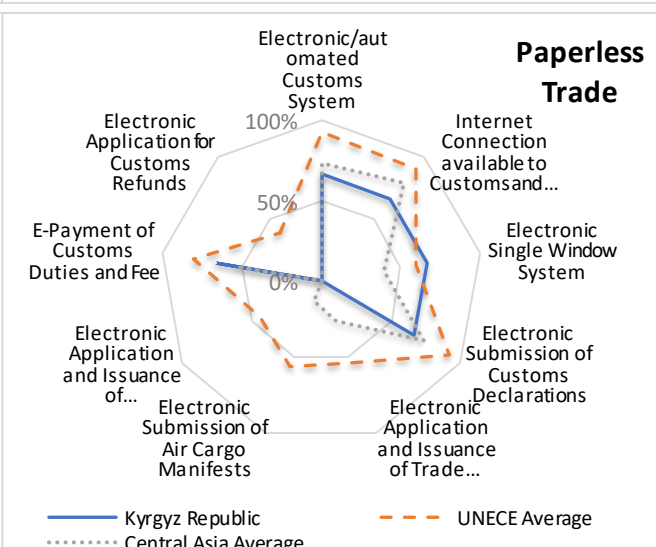 Paperless
Trade
Electronic/aut
omated
Customs
System
Internet
Connection
available to
Customsand...
Electronic
Single Window
System
Electronic
Submission of
Customs
Declarations
Electronic
Application
and Issuance
of Trade...
Electronic
Submission of
Air Cargo
Manifests
Electronic
Application
and Issuance
of...
E-Payment of
Customs
Duties and Fee
Electronic
Application for
Customs
Refunds
100%
50%
0%
Kyrgyz Republic
UNECE Average
Central Asia Average